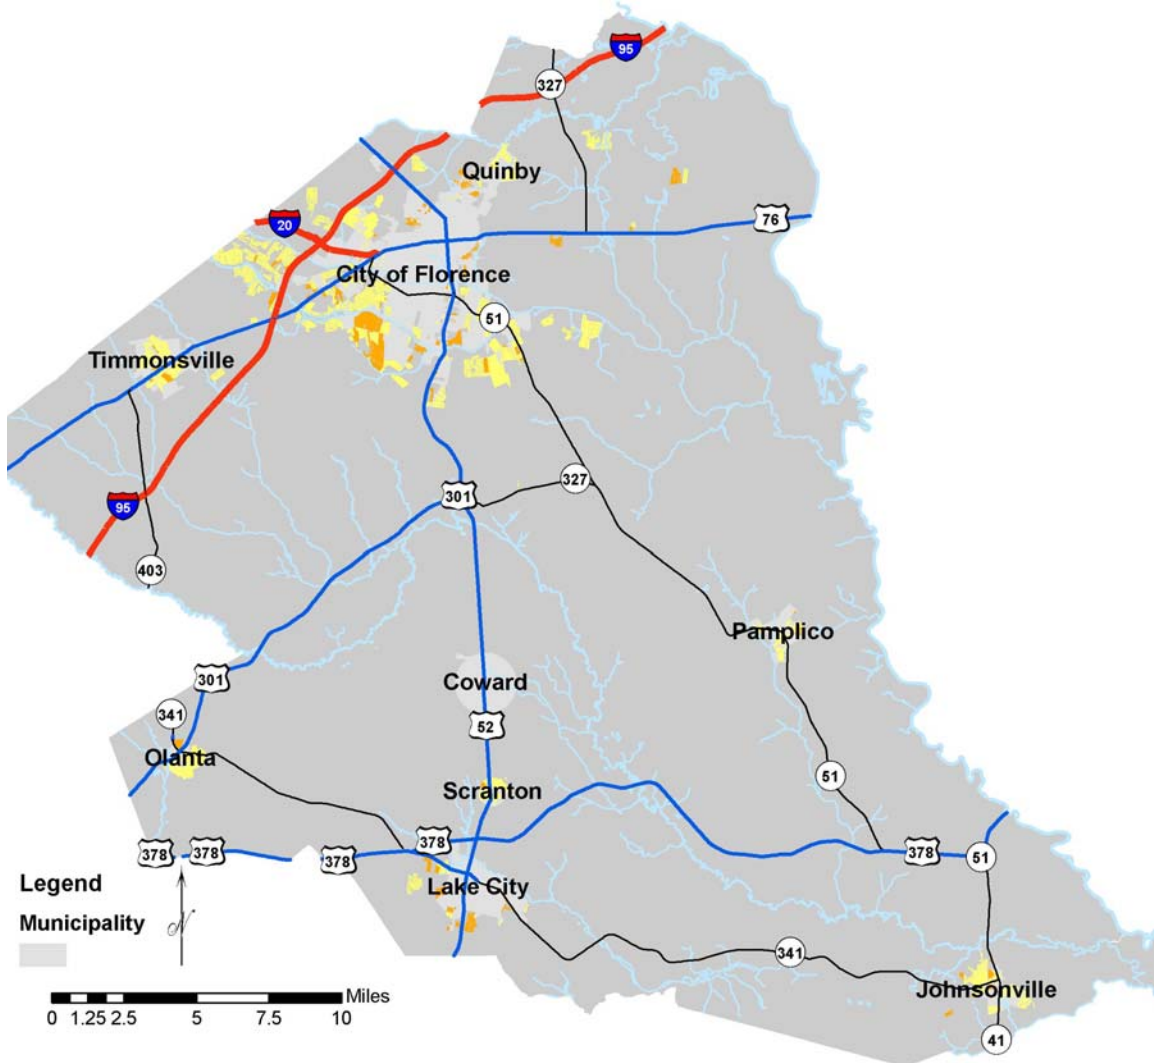 95
327
Quinby
76
20
City of Florence
51
Timmonsville
327
301
95
403
Pamplico
301
Coward
341
52
Olanta
51
Scranton
378
378
378
378
378
51
Legend
Lake City
Municipality
N
341
Johnsonville
Miles
0 1.25 2.5 5 7.5 10
41